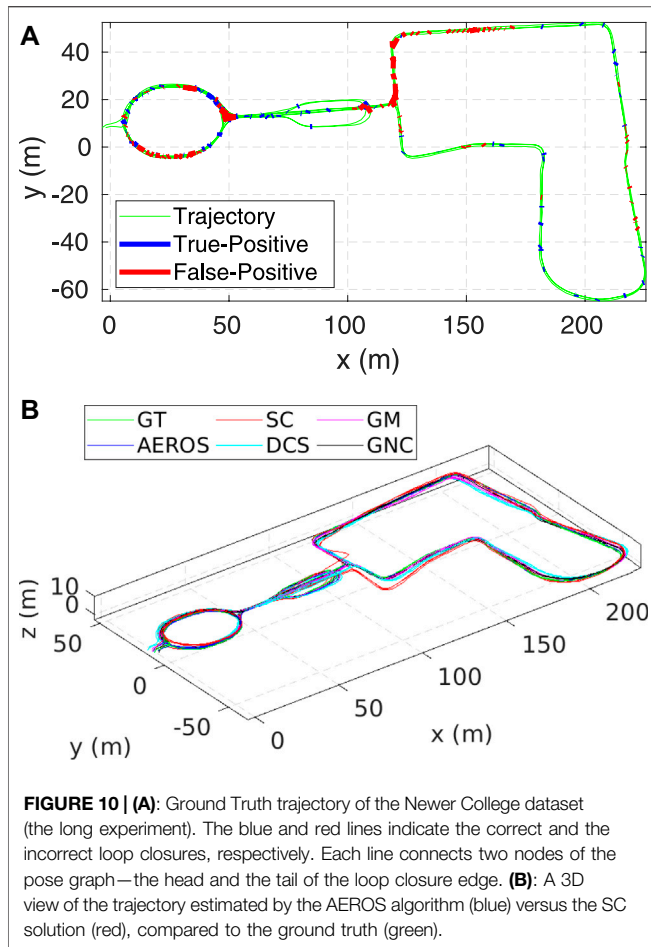 A
40
20
0
-20
-40
-60
y (m)
Trajectory
True-Positive
False-Positive
0
50
100
150
200
x (m)
B
GT
SC
GM
AEROS
DCS
GNC
10
0
z (m)
50
0
-50
y (m)
0
50
100
150
200
x (m)
FIGURE 10 | (A): Ground Truth trajectory of the Newer College dataset
(the long experiment). The blue and red lines indicate the correct and the
incorrect loop closures, respectively. Each line connects two nodes of the
pose graph—the head and the tail of the loop closure edge. (B): A 3D
view of the trajectory estimated by the AEROS algorithm (blue) versus the SC
solution (red), compared to the ground truth (green).